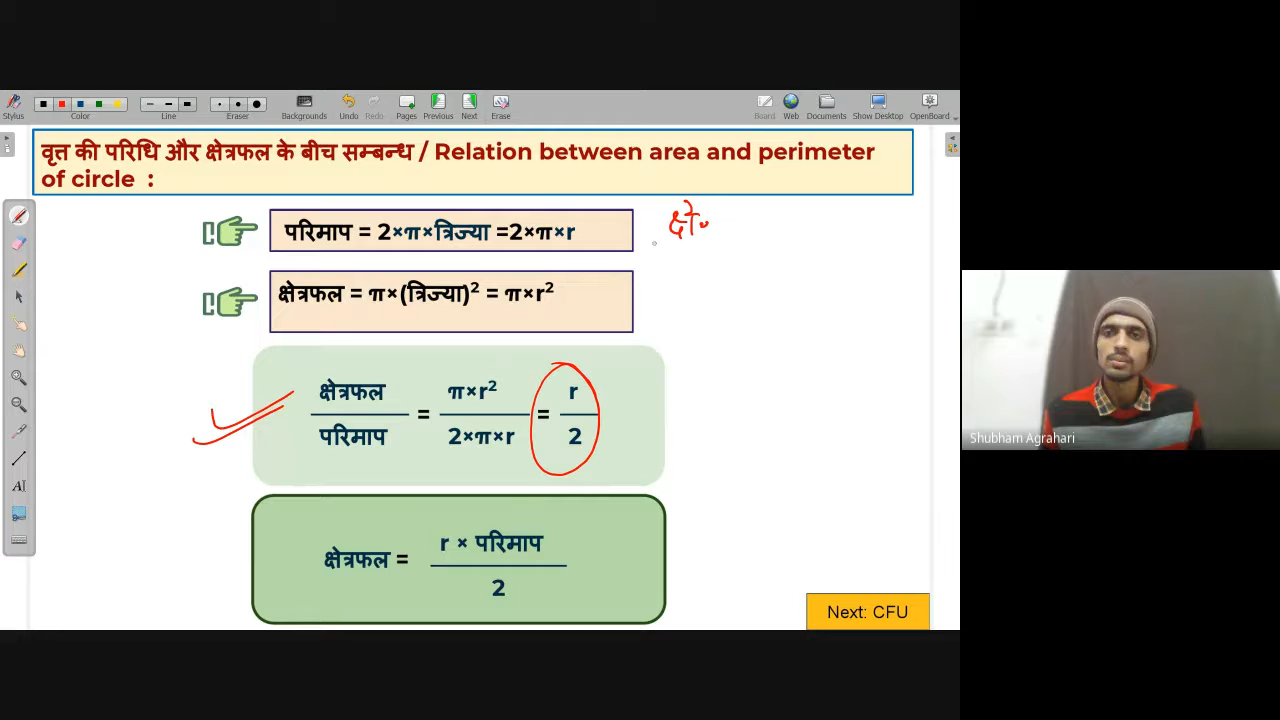 Stylus
Color
Line
Eraser
Backgrounds
Undo
Redo
Pages
Previous
Next
Erase
Board
Web
Documents
Show Desktop
OpenBoard
वृत्त की परिधि और क्षेत्रफल के बीच सम्बन्ध / Relation between area and perimeter
of circle :
परिमाप = 2×π×त्रिज्या =2×π×r
क्षे०
क्षेत्रफल = π×(त्रिज्या)² = π×r²
क्षेत्रफल / परिमाप = π×r² / 2×π×r = r / 2
क्षेत्रफल = r × परिमाप / 2
Next: CFU
Shubham Agrahari